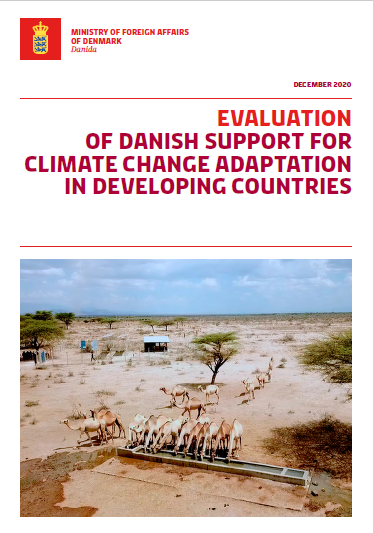 MINISTRY OF FOREIGN AFFAIRS
OF DENMARK
Danida
DECEMBER 2020
EVALUATION
OF DANISH SUPPORT FOR
CLIMATE CHANGE ADAPTATION
IN DEVELOPING COUNTRIES